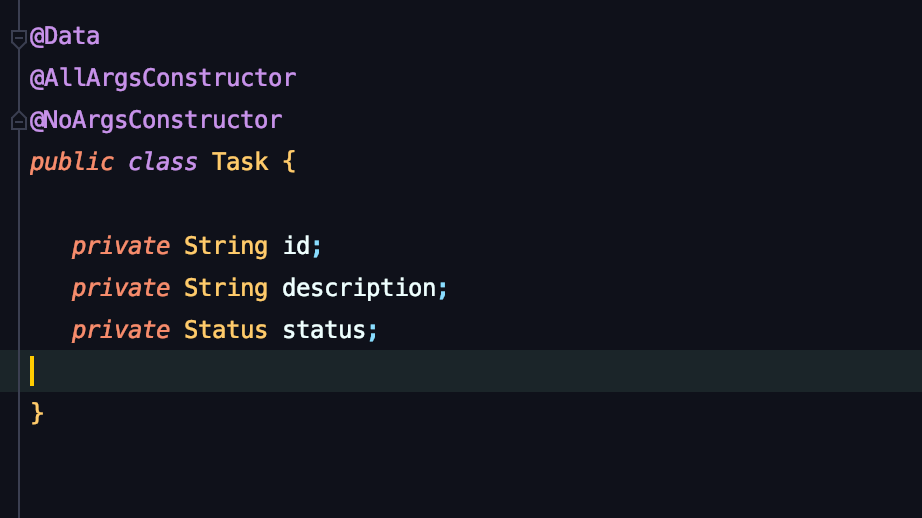 @Data
@AllArgsConstructor
@NoArgsConstructor
public class Task {
private String id;
private String description;
private Status status;
}